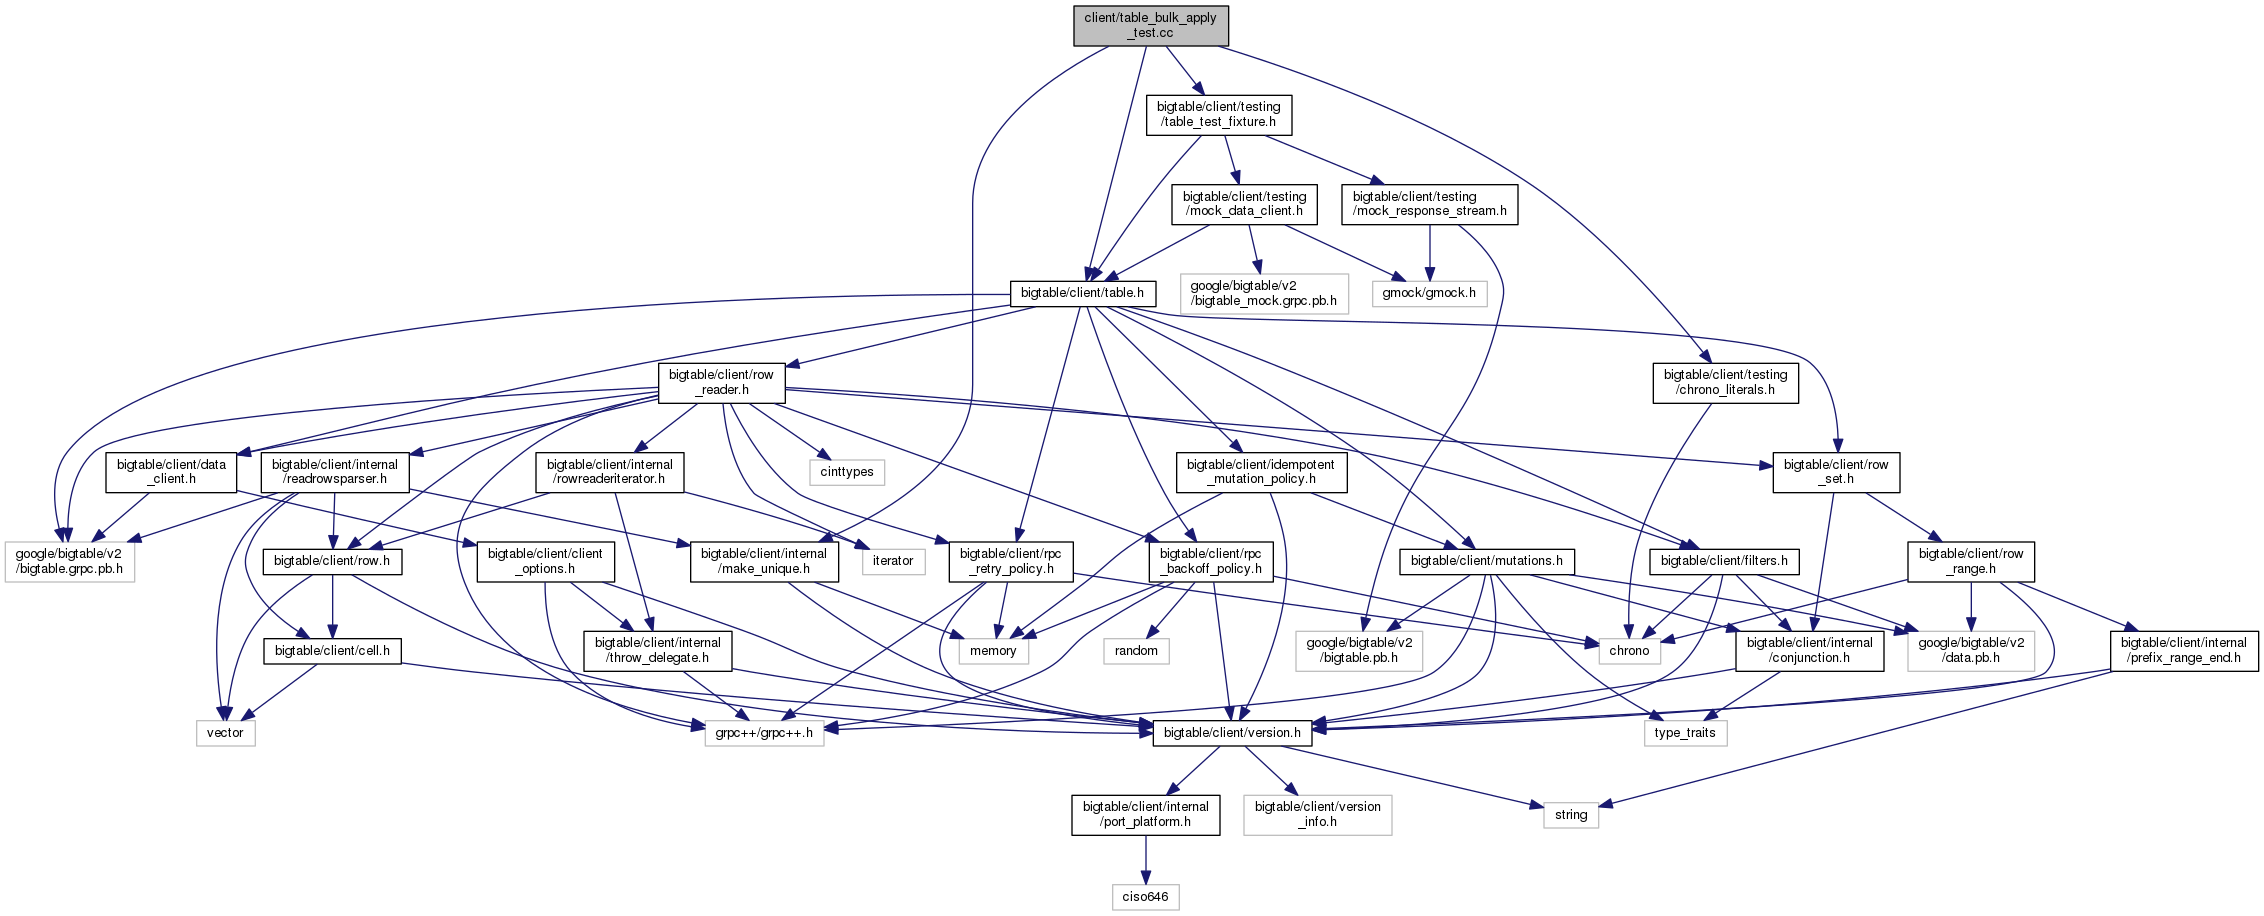 client/table_bulk_apply
_test.cc
bigtable/client/testing
/table_test_fixture.h
bigtable/client/testing
/mock_data_client.h
bigtable/client/testing
/mock_response_stream.h
google/bigtable/v2
/bigtable_mock.grpc.pb.h
gmock/gmock.h
bigtable/client/table.h
bigtable/client/row
_reader.h
bigtable/client/testing
/chrono_literals.h
bigtable/client/data
_client.h
bigtable/client/internal
/readrowsparser.h
bigtable/client/internal
/rowreaderiterator.h
cinttypes
bigtable/client/idempotent
_mutation_policy.h
bigtable/client/row
_set.h
google/bigtable/v2
/bigtable.grpc.pb.h
bigtable/client/row.h
bigtable/client/client
_options.h
bigtable/client/internal
/make_unique.h
iterator
bigtable/client/rpc
_retry_policy.h
bigtable/client/rpc
_backoff_policy.h
bigtable/client/mutations.h
bigtable/client/filters.h
bigtable/client/row
_range.h
bigtable/client/cell.h
bigtable/client/internal
/throw_delegate.h
memory
random
google/bigtable/v2
/bigtable.pb.h
chrono
bigtable/client/internal
/conjunction.h
google/bigtable/v2
/data.pb.h
bigtable/client/internal
/prefix_range_end.h
vector
grpc++/grpc++.h
bigtable/client/version.h
type_traits
bigtable/client/internal
/port_platform.h
bigtable/client/version
_info.h
string
ciso646